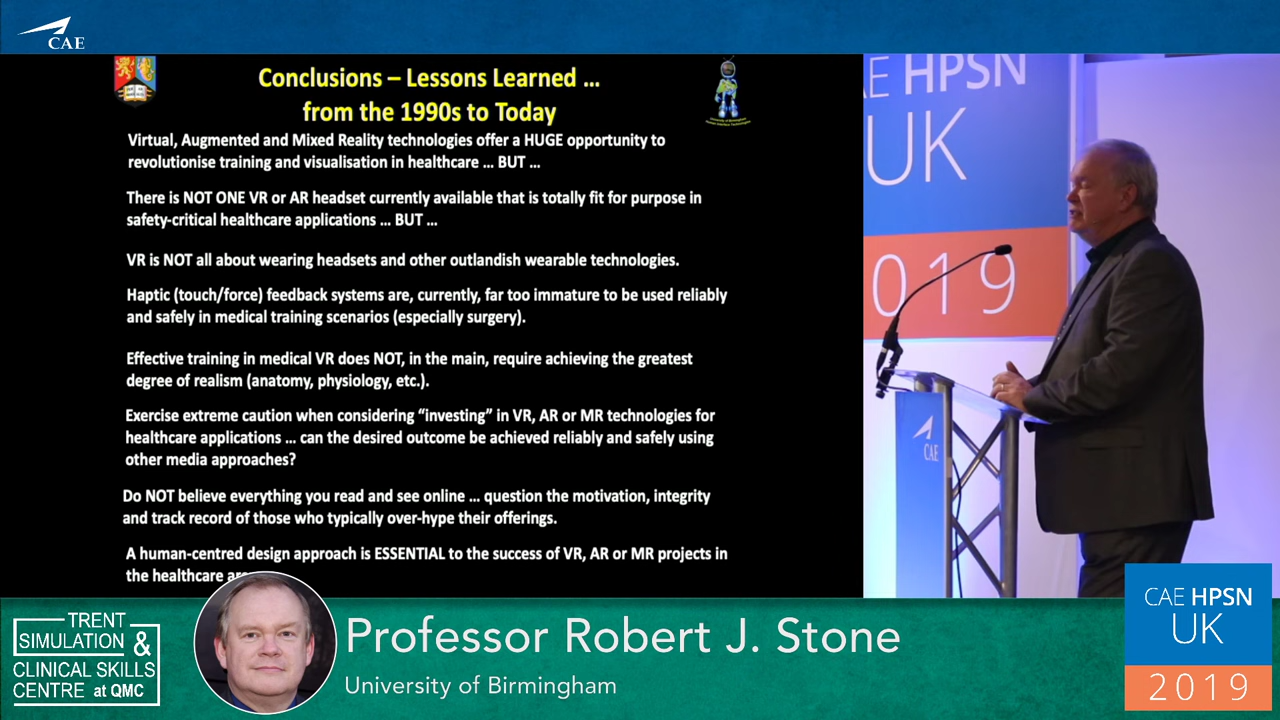 CAE
Conclusions – Lessons Learned ...
from the 1990s to Today
Virtual, Augmented and Mixed Reality technologies offer a HUGE opportunity to
revolutionise training and visualisation in healthcare ... BUT ...
There is NOT ONE VR or AR headset currently available that is totally fit for purpose in
safety-critical healthcare applications ... BUT ...
VR is NOT all about wearing headsets and other outlandish wearable technologies.
Haptic (touch/force) feedback systems are, currently, far too immature to be used reliably
and safely in medical training scenarios (especially surgery).
Effective training in medical VR does NOT, in the main, require achieving the greatest
degree of realism (anatomy, physiology, etc.).
Exercise extreme caution when considering “investing” in VR, AR or MR technologies for
healthcare applications ... can the desired outcome be achieved reliably and safely using
other media approaches?
Do NOT believe everything you read and see online ... question the motivation, integrity
and track record of those who typically over-hype their offerings.
A human-centred design approach is ESSENTIAL to the success of VR, AR or MR projects in
the healthcare
AE HPSN
UK
019
CAE
TRENT
SIMULATION &
CLINICAL SKILLS
CENTRE at QMC
Professor Robert J. Stone
University of Birmingham
CAE HPSN
UK
2019